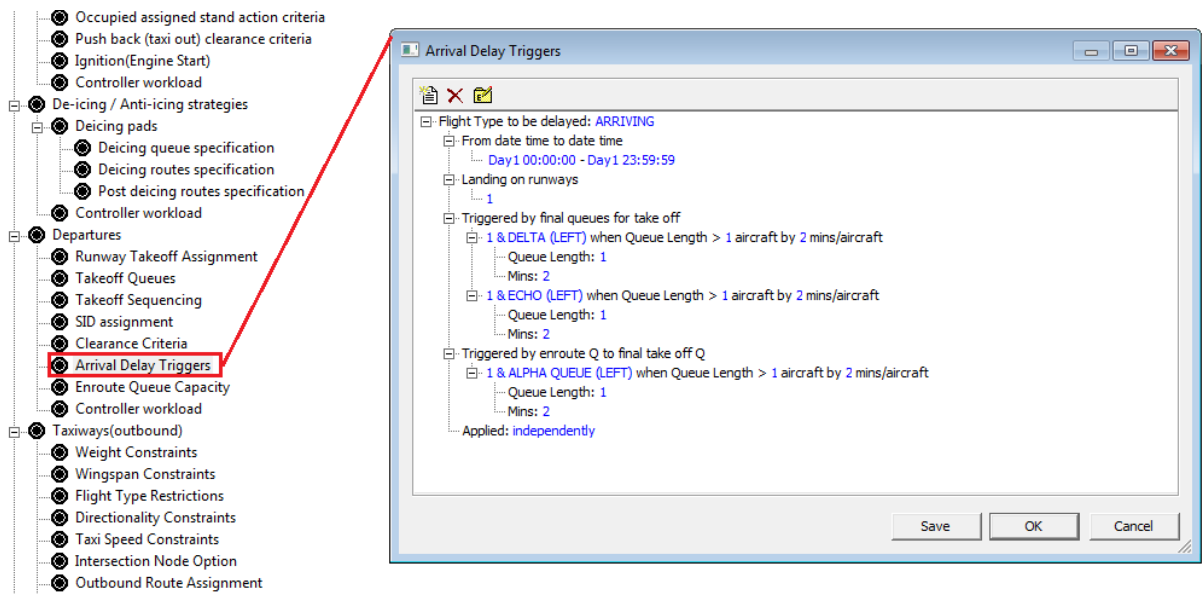 Occupied assigned stand action criteria
Push back (taxi out) clearance criteria
Ignition(Engine Start)
Controller workload
De-icing / Anti-icing strategies
Deicing pads
Deicing queue specification
Deicing routes specification
Post deicing routes specification
Controller workload
Departures
Runway Takeoff Assignment
Takeoff Queues
Takeoff Sequencing
SID assignment
Clearance Criteria
Arrival Delay Triggers
Enroute Queue Capacity
Controller workload
Taxiways(outbound)
Weight Constraints
Wingspan Constraints
Flight Type Restrictions
Directionality Constraints
Taxi Speed Constraints
Intersection Node Option
Outbound Route Assignment
Arrival Delay Triggers
Flight Type to be delayed: ARRIVING
From date time to date time
Day1 00:00:00 - Day1 23:59:59
Landing on runways
1
Triggered by final queues for take off
1 & DELTA (LEFT) when Queue Length > 1 aircraft by 2 mins/aircraft
Queue Length: 1
Mins: 2
1 & ECHO (LEFT) when Queue Length > 1 aircraft by 2 mins/aircraft
Queue Length: 1
Mins: 2
Triggered by enroute Q to final take off Q
1 & ALPHA QUEUE (LEFT) when Queue Length > 1 aircraft by 2 mins/aircraft
Queue Length: 1
Mins: 2
Applied: independently
Save OK Cancel